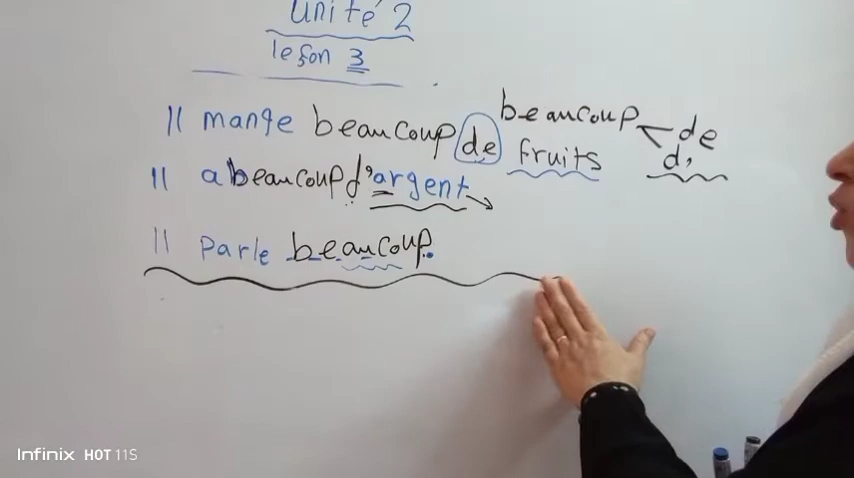 Unité 2
leçon 3
Il mange beaucoup de fruits
beaucoup de
d'
Il a beaucoup d'argent
Il Parle beaucoup.
Infinix HOT 11S